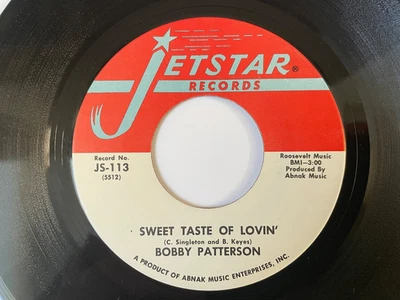 JETSTAR®
RECORDS
Record No.
JS-113
(5512)
Roosevelt Music
BMI—3:00
Produced By
Abnak Music
SWEET TASTE OF LOVIN'
(C. Singleton and B. Keyes)
BOBBY PATTERSON
A PRODUCT OF ABNAK MUSIC ENTERPRISES, INC.